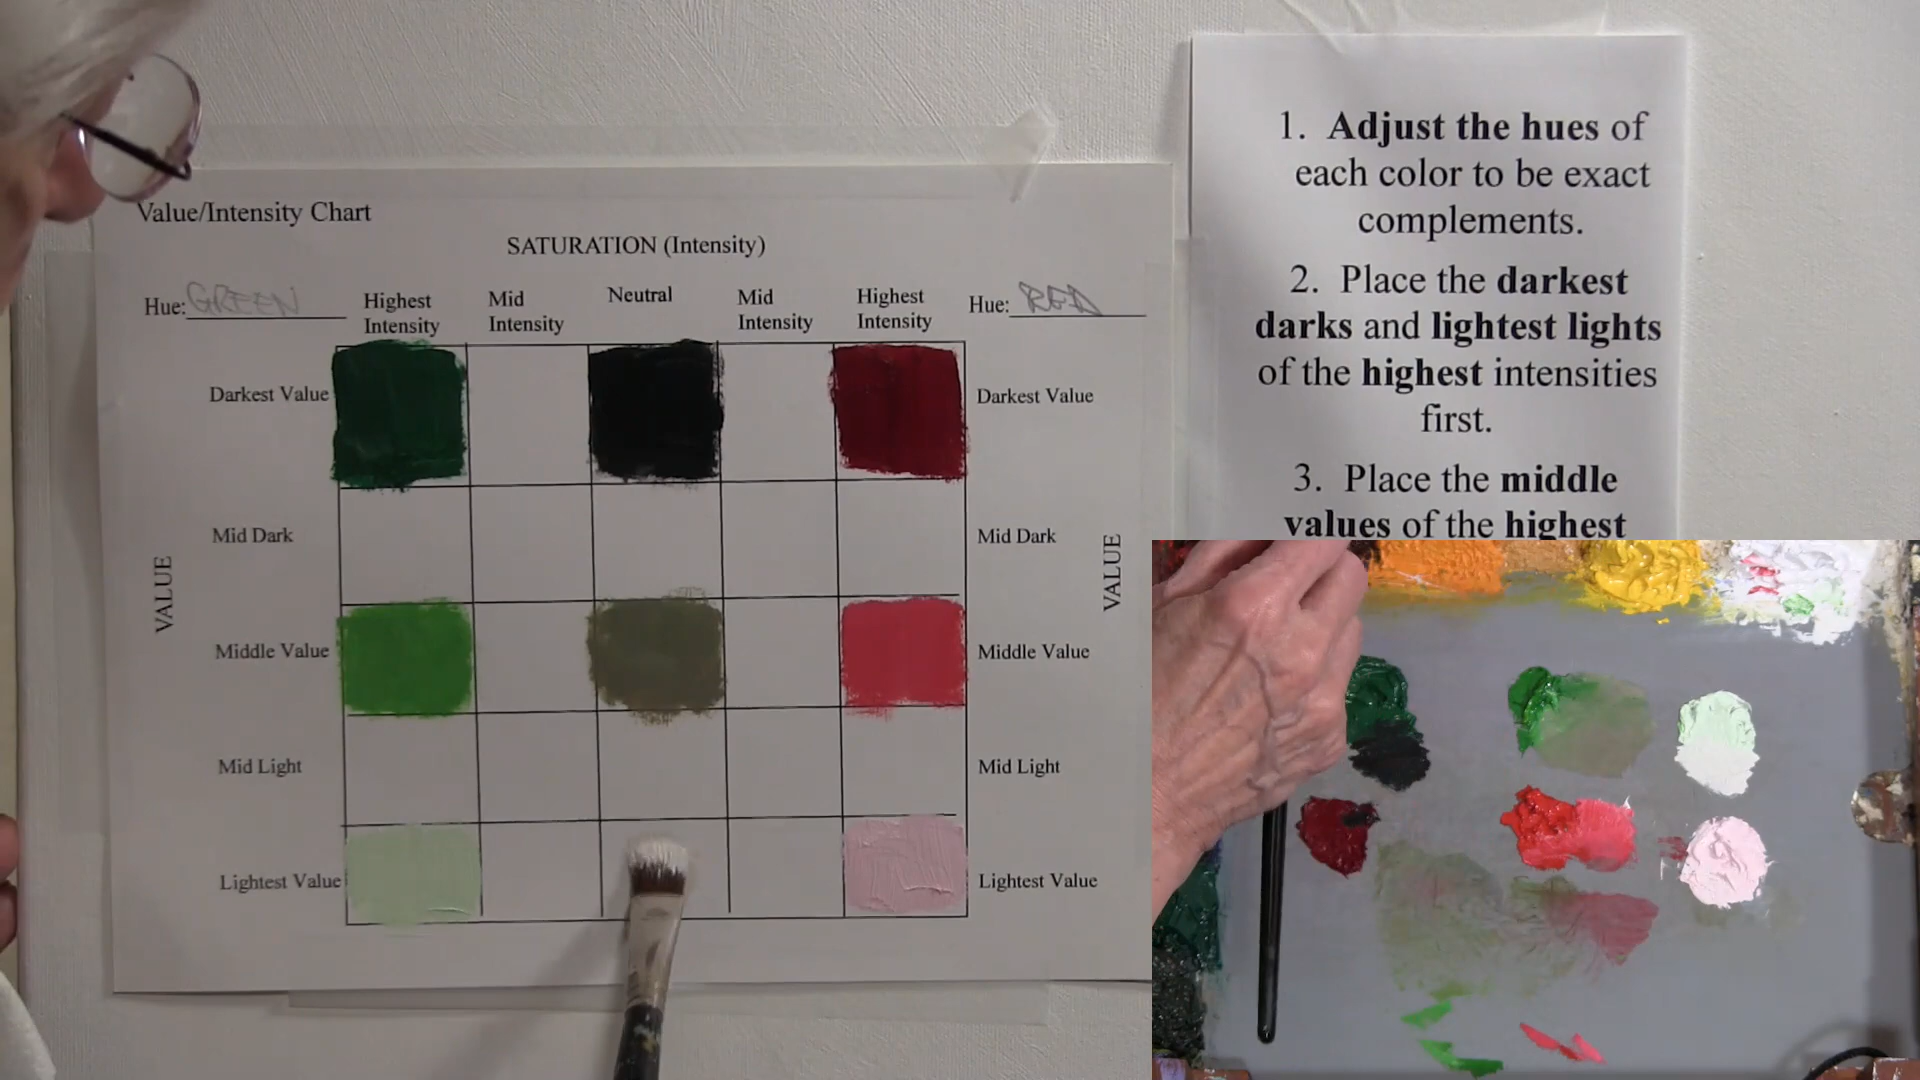 Value/Intensity Chart
SATURATION (Intensity)
Hue: GREEN
Highest Intensity
Mid Intensity
Neutral
Mid Intensity
Highest Intensity
Hue: RED
Darkest Value
Darkest Value
Mid Dark
Mid Dark
VALUE
VALUE
Middle Value
Middle Value
Mid Light
Mid Light
Lightest Value
Lightest Value
1. Adjust the hues of
each color to be exact
complements.
2. Place the darkest
darks and lightest lights
of the highest intensities
first.
3. Place the middle
values of the highest